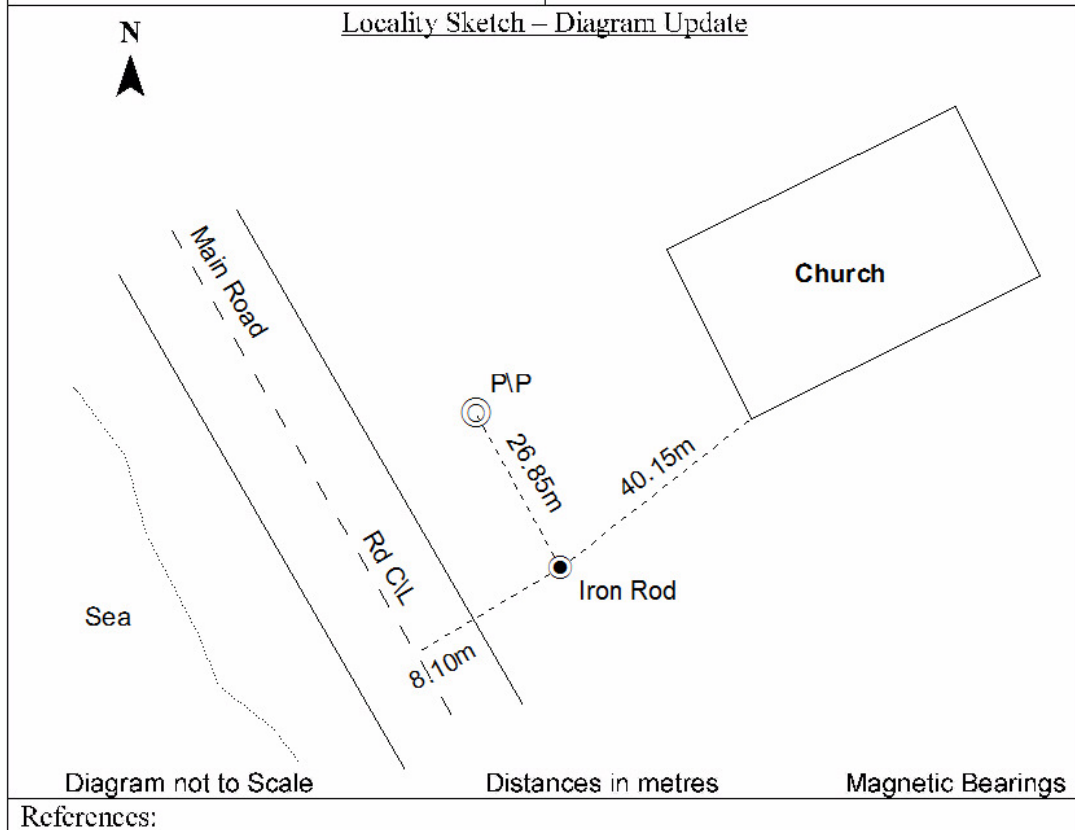 Locality Sketch – Diagram Update
N
Main Road
Church
P\P
26.85m
40.15m
Rd C\L
Iron Rod
Sea
8.10m
Diagram not to Scale
Distances in metres
Magnetic Bearings
References: